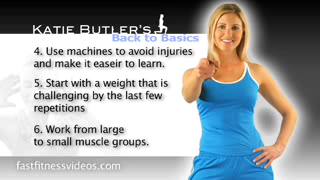 KATIE BUTLER'S
Back to Basics
4. Use machines to avoid injuries
and make it easeir to learn.
5. Start with a weight that is
challenging by the last few
repetitions
6. Work from large
to small muscle groups.
fastfitnessvideos.com